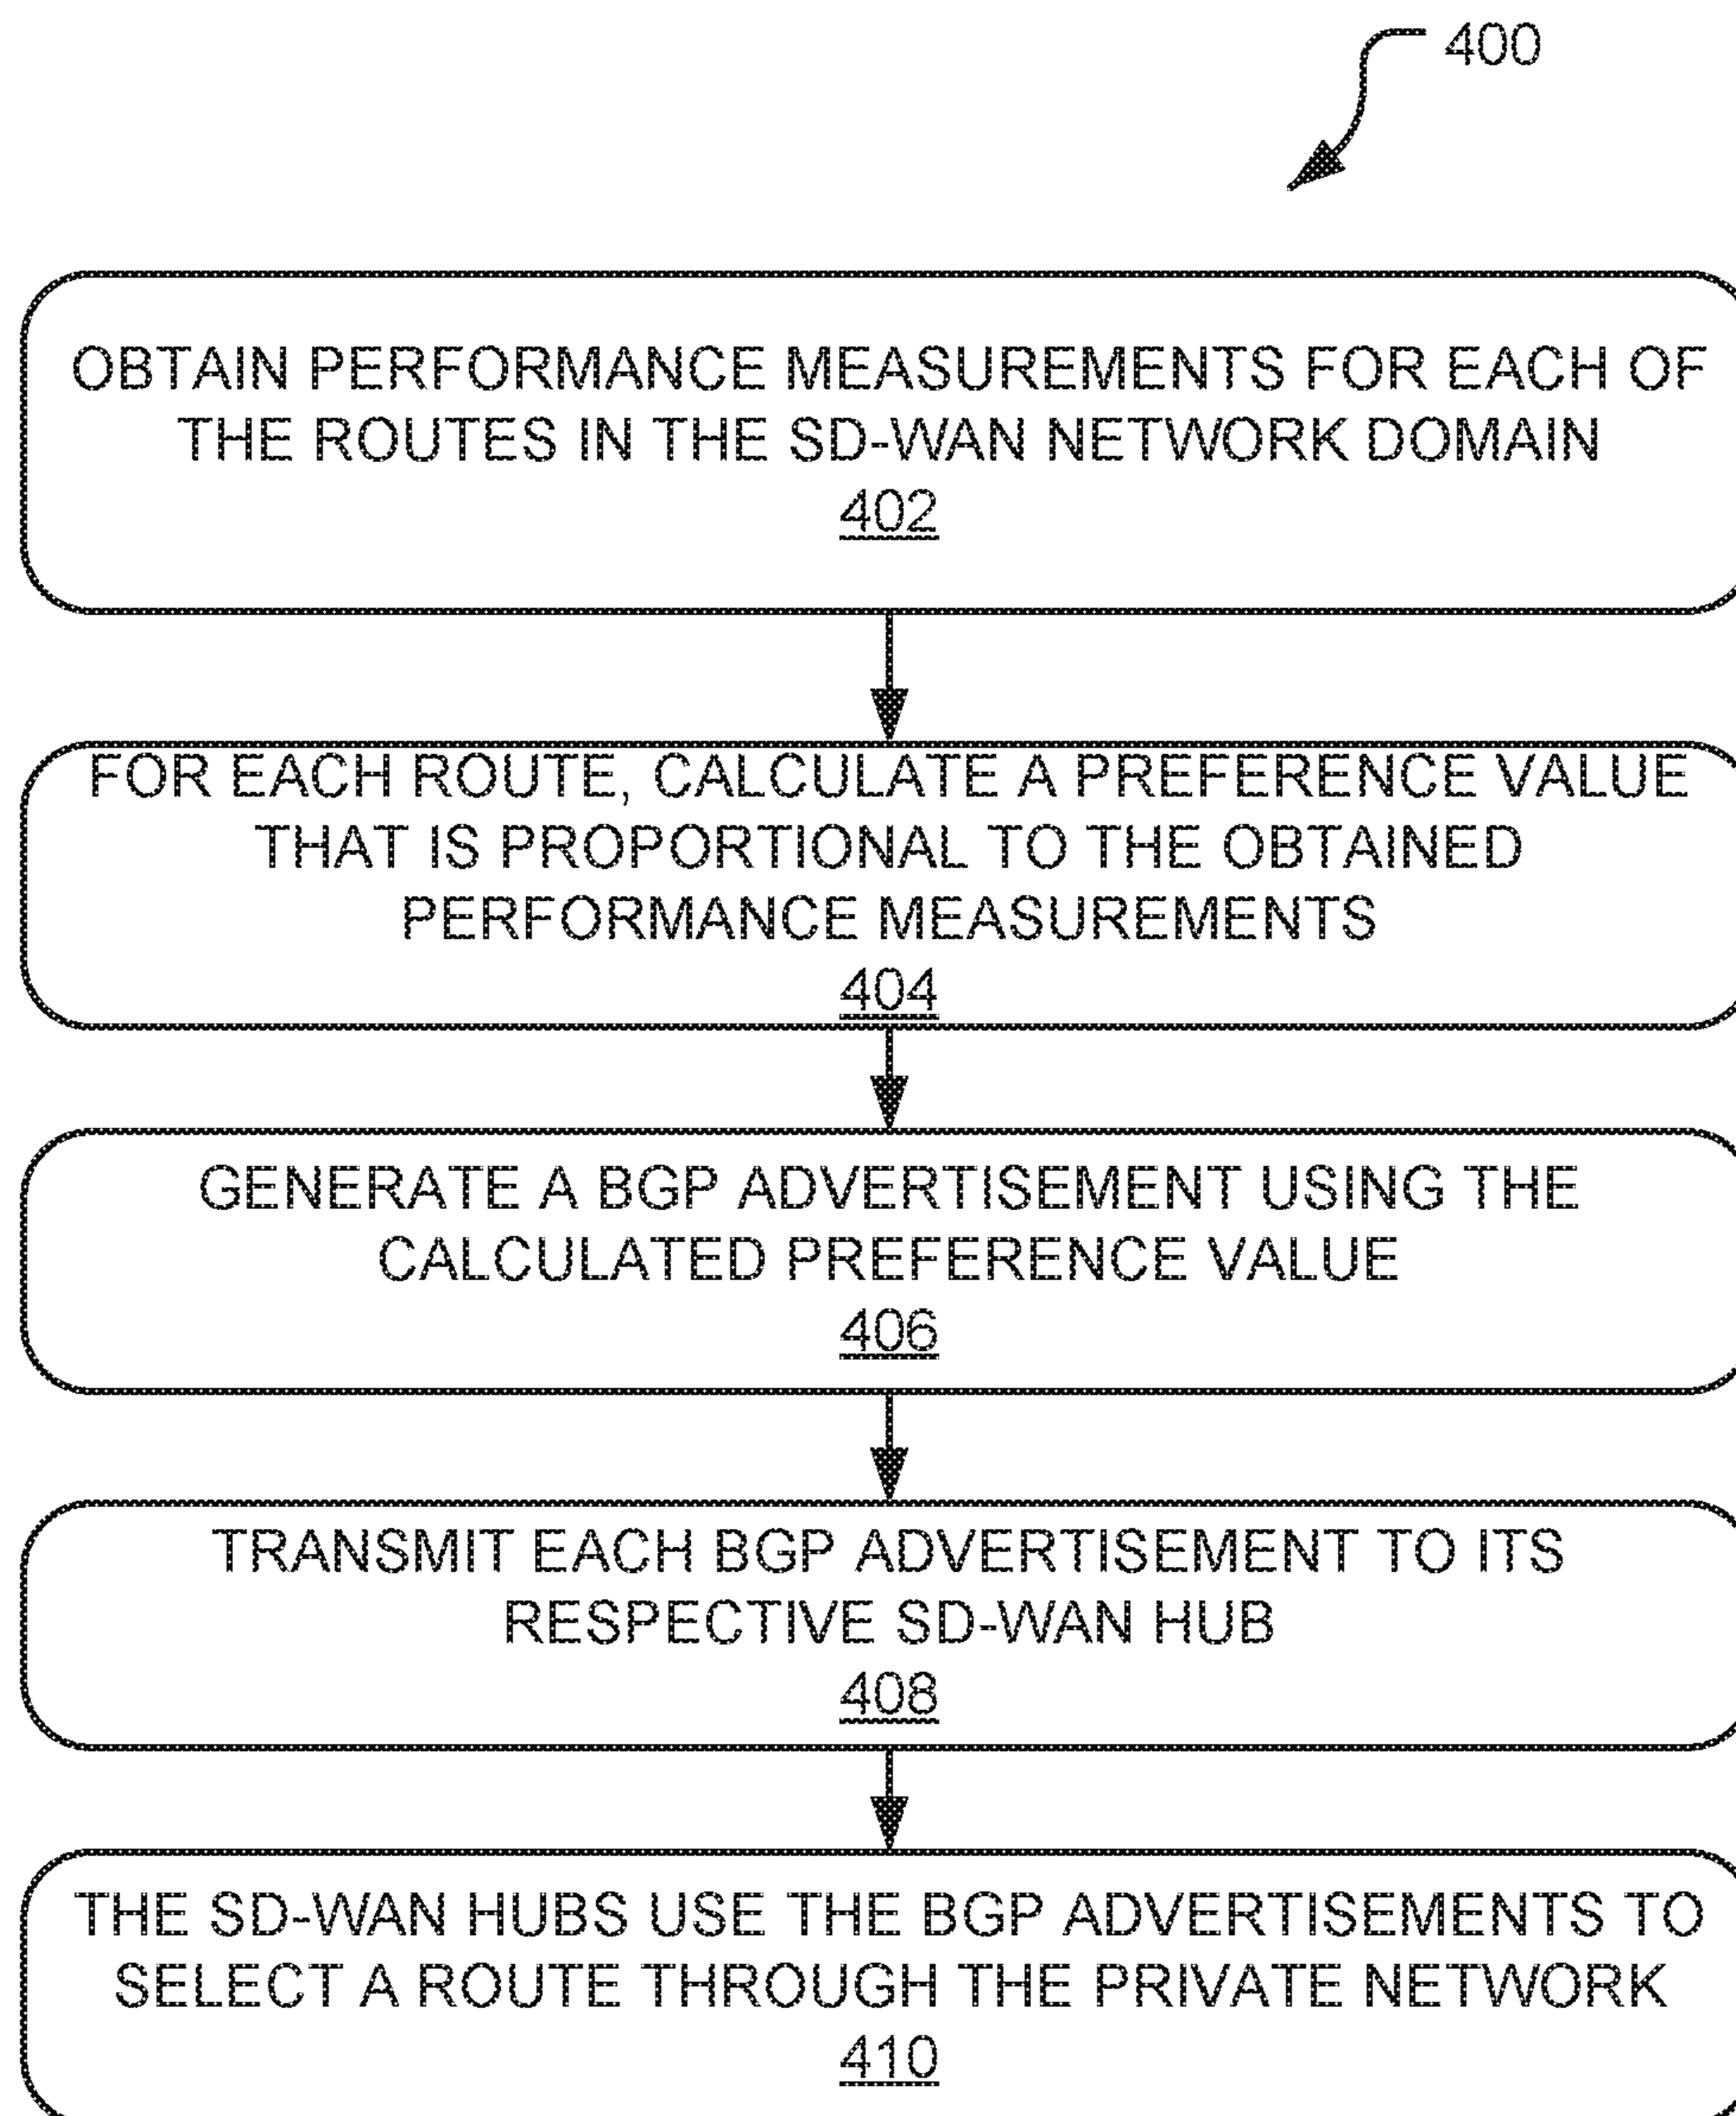 400
OBTAIN PERFORMANCE MEASUREMENTS FOR EACH OF
THE ROUTES IN THE SD-WAN NETWORK DOMAIN
402
FOR EACH ROUTE, CALCULATE A PREFERENCE VALUE
THAT IS PROPORTIONAL TO THE OBTAINED
PERFORMANCE MEASUREMENTS
404
GENERATE A BGP ADVERTISEMENT USING THE
CALCULATED PREFERENCE VALUE
406
TRANSMIT EACH BGP ADVERTISEMENT TO ITS
RESPECTIVE SD-WAN HUB
408
THE SD-WAN HUBS USE THE BGP ADVERTISEMENTS TO
SELECT A ROUTE THROUGH THE PRIVATE NETWORK
410